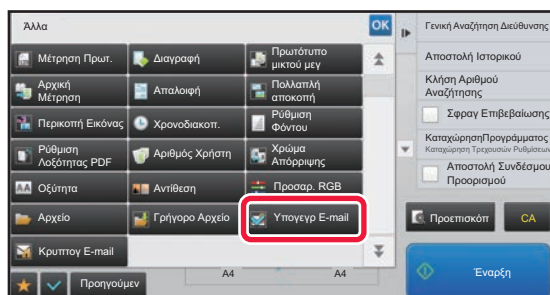 Άλλα
OK
Μέτρηση Πρωτ.
Διαγραφή
Πρωτότυπο
μικτού μεγ
Αρχική
Μέτρηση
Απαλοιφή
Πολλαπλή
αποκοπή
Περικοπή Εικόνας
Χρονοδιακοπ.
Ρύθμιση
Φόντου
Ρύθμιση
Λοξότητας PDF
Αριθμός Χρήστη
Χρώμα
Απόρριψης
AA Οξύτητα
Αντίθεση
Προσαρ. RGB
Αρχείο
Γρήγορο Αρχείο
Υπογεγρ E-mail
Κρυπτογ E-mail
Προηγούμεν
A4
A4
Γενική Αναζήτηση Διεύθυνσης
Αποστολή Ιστορικού
Κλήση Αριθμού
Αναζήτησης
Σφραγ Επιβεβαίωσης
ΚαταχώρησηΠρογράμματος
Καταχώρηση Τρεχουσών Ρυθμίσεων
Αποστολή Συνδέσμου
Προορισμού
Προεπισκόπ
CA
Έναρξη